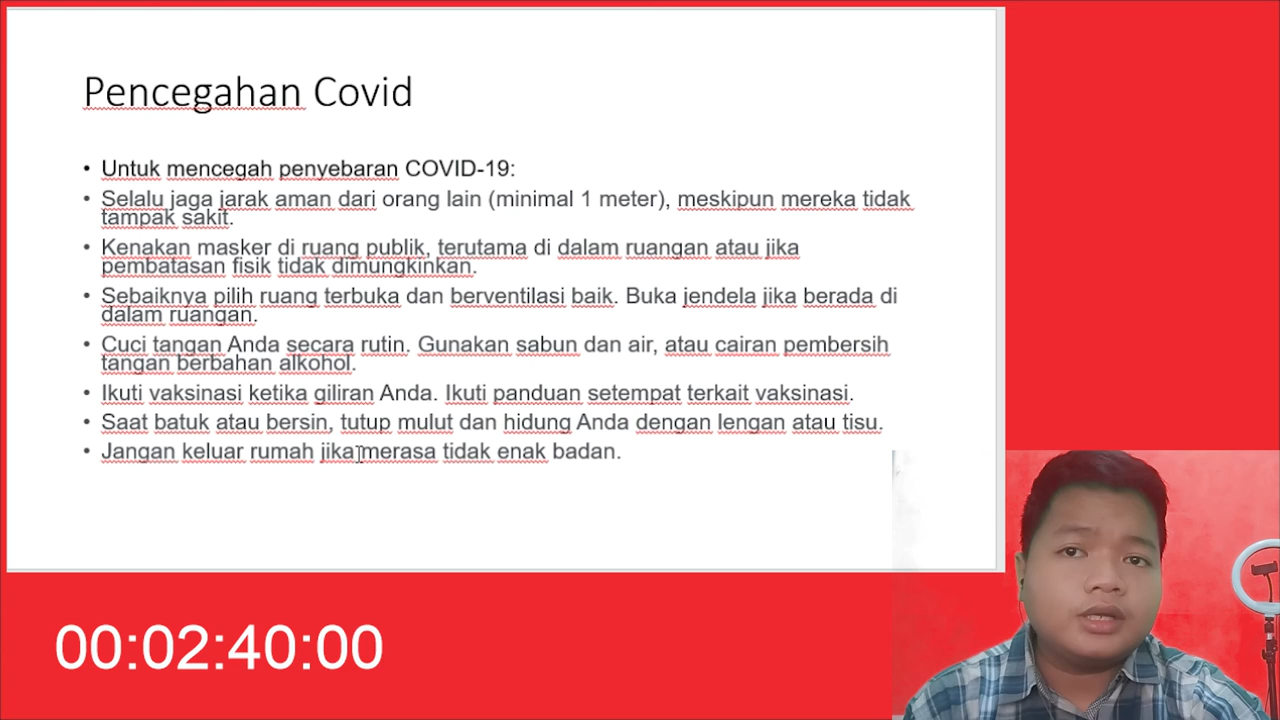 Pencegahan Covid
• Untuk mencegah penyebaran COVID-19:
• Selalu jaga jarak aman dari orang lain (minimal 1 meter), meskipun mereka tidak
tampak sakit.
• Kenakan masker di ruang publik, terutama di dalam ruangan atau jika
pembatasan fisik tidak dimungkinkan.
• Sebaiknya pilih ruang terbuka dan berventilasi baik. Buka jendela jika berada di
dalam ruangan.
• Cuci tangan Anda secara rutin. Gunakan sabun dan air, atau cairan pembersih
tangan berbahan alkohol.
• Ikuti vaksinasi ketika giliran Anda. Ikuti panduan setempat terkait vaksinasi.
• Saat batuk atau bersin, tutup mulut dan hidung Anda dengan lengan atau tisu.
• Jangan keluar rumah jika merasa tidak enak badan.
00:02:40:00